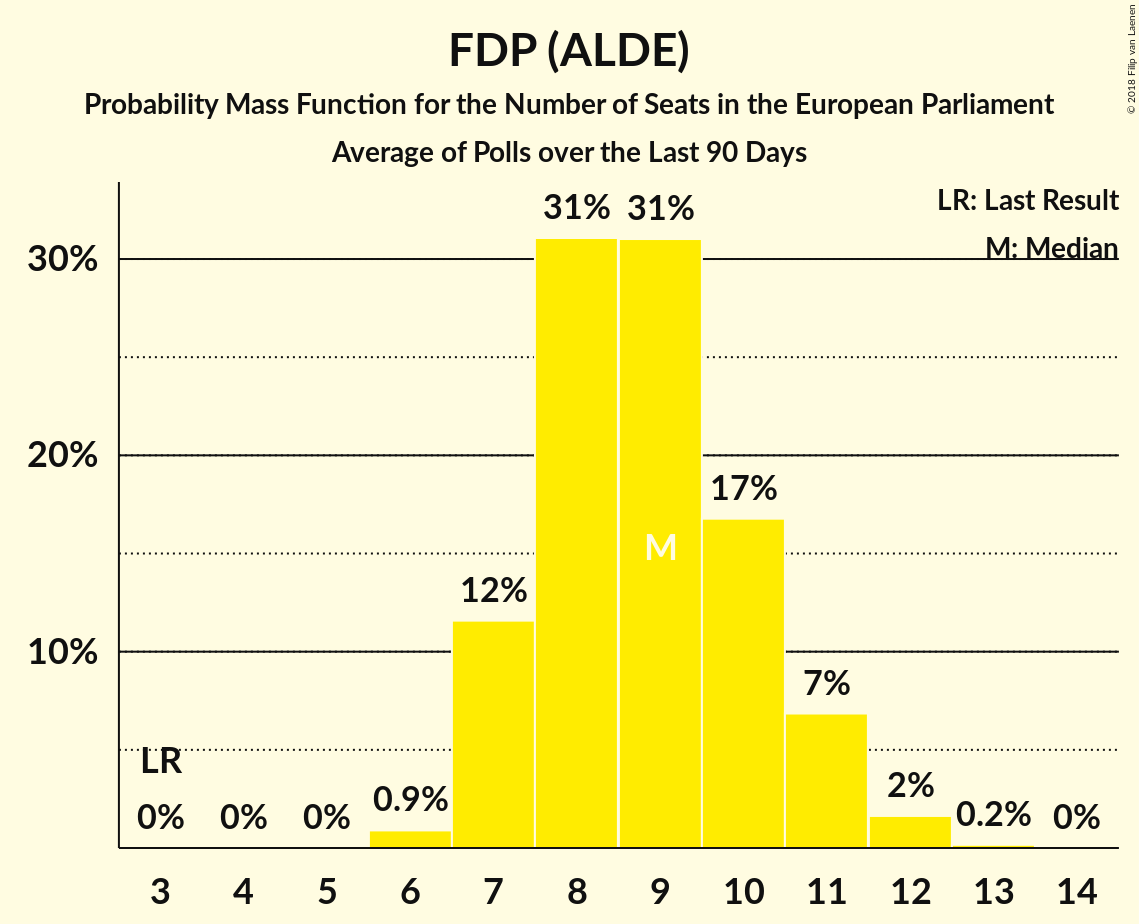 FDP (ALDE)
Probability Mass Function for the Number of Seats in the European Parliament
Average of Polls over the Last 90 Days
© 2018 Filip van Laenen
LR: Last Result
M: Median
30%
20%
10%
31% 31%
17%
M
12%
7%
LR
0% 0% 0% 0.9% 2% 0.2% 0%
3 4 5 6 7 8 9 10 11 12 13 14